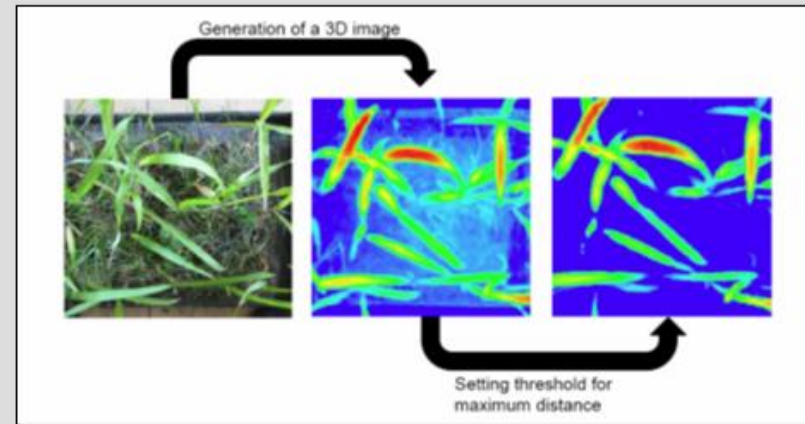 Generation of a 3D image
Setting threshold for
maximum distance